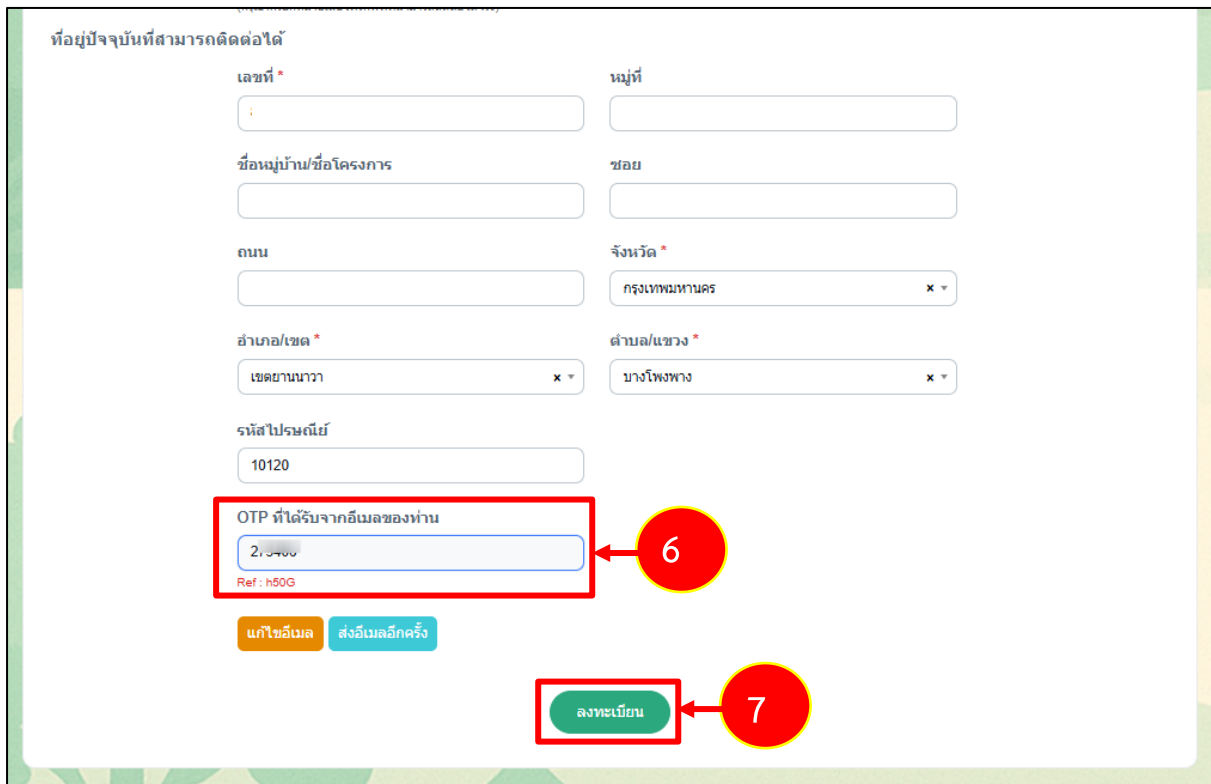 ที่อยู่ปัจจุบันที่สามารถติดต่อได้
เลขที่ * หมู่ที่
ชื่อหมู่บ้าน/ชื่อโครงการ ซอย
ถนน จังหวัด *
กรุงเทพมหานคร × 
อำเภอ/เขต * ตำบล/แขวง *
เขตยานนาวา × บางโพงพาง ×
รหัสไปรษณีย์
10120
OTP ที่ได้รับจากอีเมลของท่าน
6
Ref : h50G
แก้ไขอีเมล ส่งอีเมลอีกครั้ง
ลงทะเบียน 7